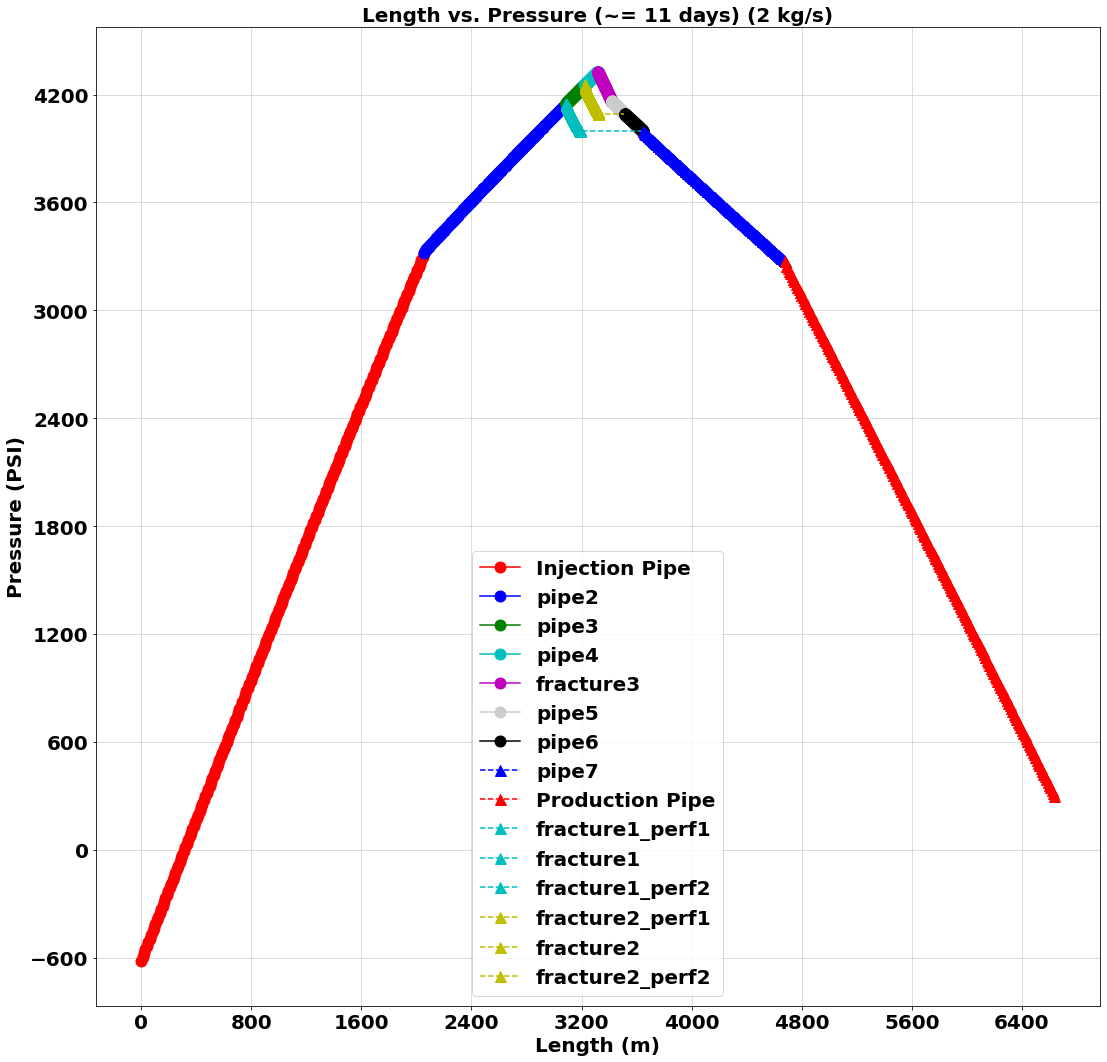 Length vs. Pressure (~= 11 days) (2 kg/s)
4200
3600
3000
2400
1800
1200
600
0
−600
Pressure (PSI)
Injection Pipe
pipe2
pipe3
pipe4
fracture3
pipe5
pipe6
pipe7
Production Pipe
fracture1_perf1
fracture1
fracture1_perf2
fracture2_perf1
fracture2
fracture2_perf2
0 800 1600 2400 3200 4000 4800 5600 6400
Length (m)